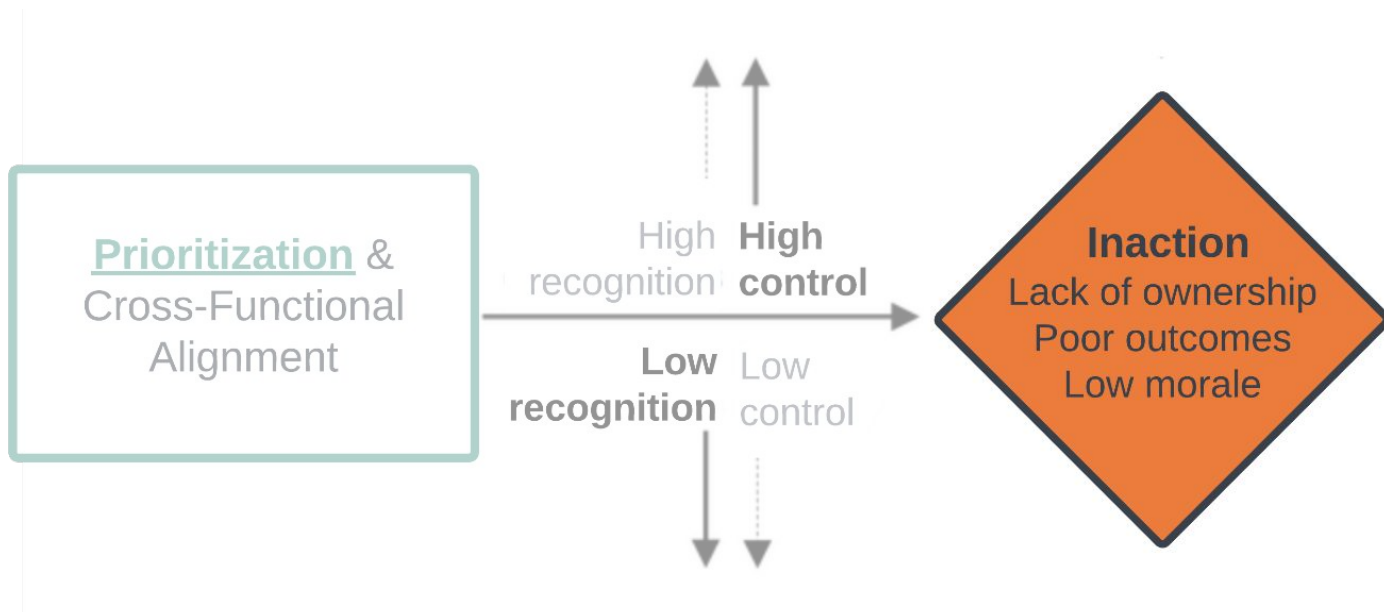 Prioritization &
Cross-Functional
Alignment
High
recognition
High
control
Low
recognition
Low
control
Inaction
Lack of ownership
Poor outcomes
Low morale